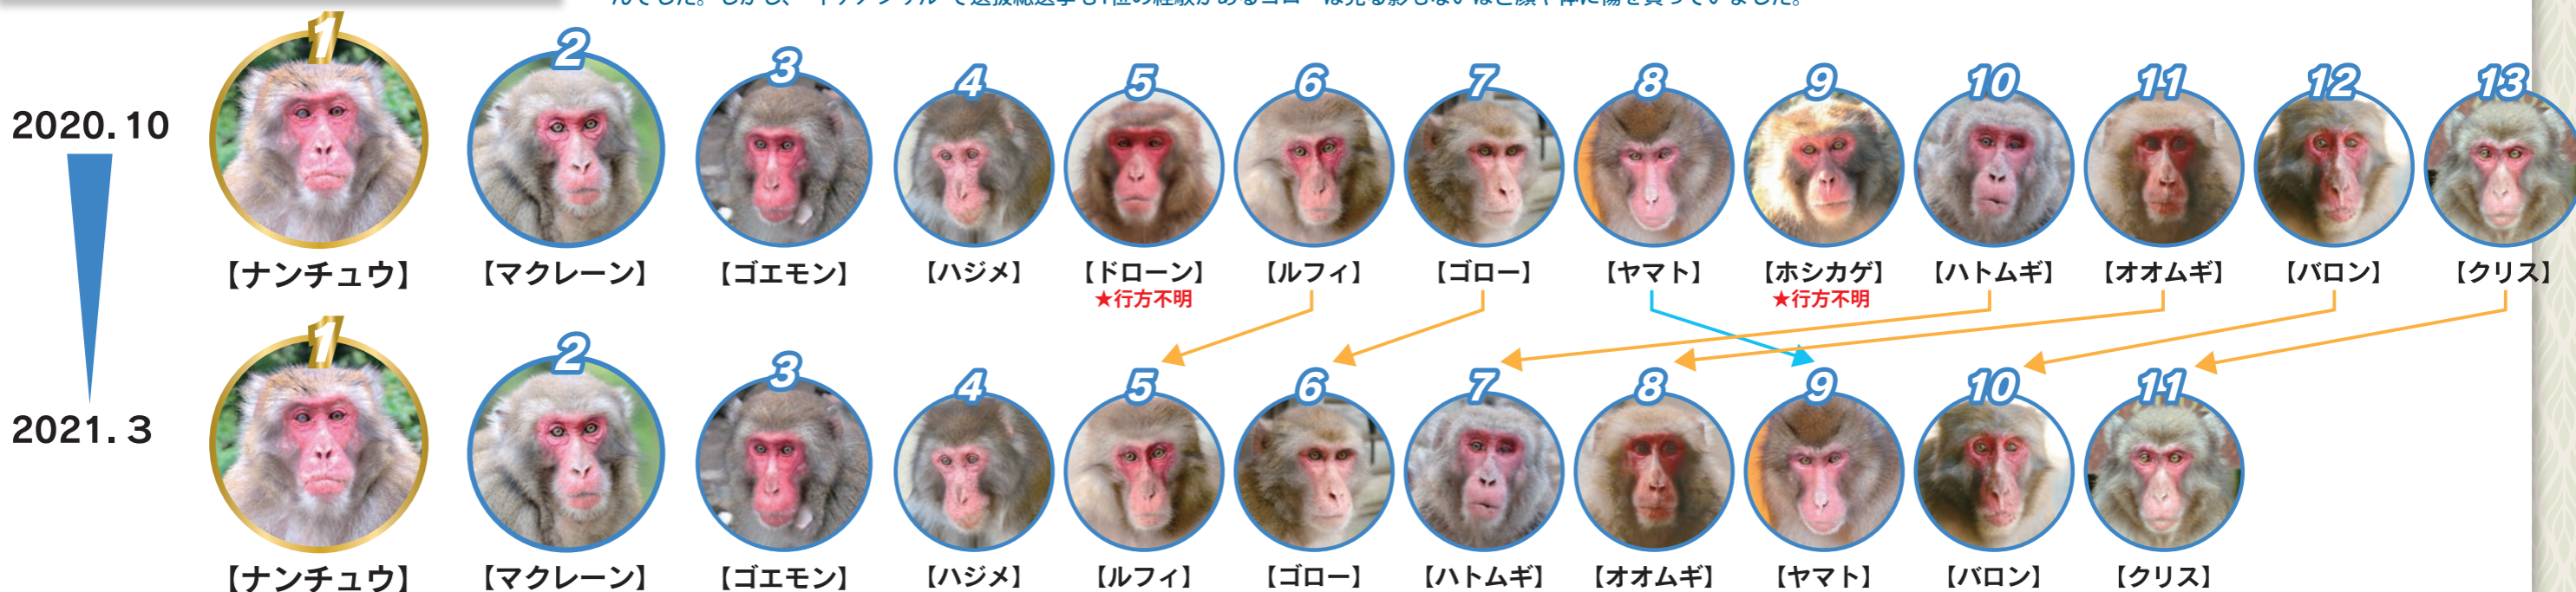 1 2 3 4 5 6 7 8 9 10 11 12 13
2020.10
【ナンチュウ】 【マクレーン】 【ゴエモン】 【ハジメ】 【ドローン】 【ルフィ】 【ゴロー】 【ヤマト】 【ホシカゲ】 【ハトムギ】 【オオムギ】 【バロン】 【クリス】
★行方不明 ★行方不明
1 2 3 4 5 6 7 8 9 10 11
2021.3
【ナンチュウ】 【マクレーン】 【ゴエモン】 【ハジメ】 【ルフィ】 【ゴロー】 【ハトムギ】 【オオムギ】 【ヤマト】 【バロン】 【クリス】